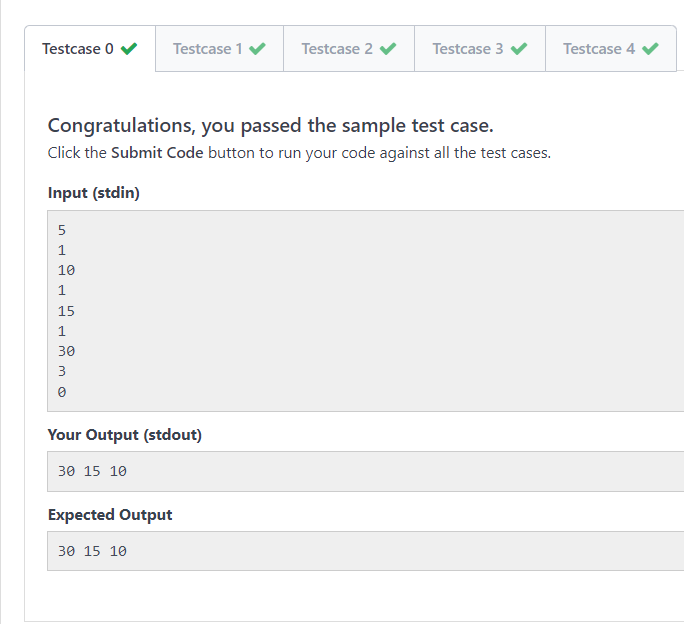 Testcase 0 Testcase 1 Testcase 2 Testcase 3 Testcase 4
Congratulations, you passed the sample test case.
Click the Submit Code button to run your code against all the test cases.
Input (stdin)
5
1
10
1
15
1
30
3
0
Your Output (stdout)
30 15 10
Expected Output
30 15 10